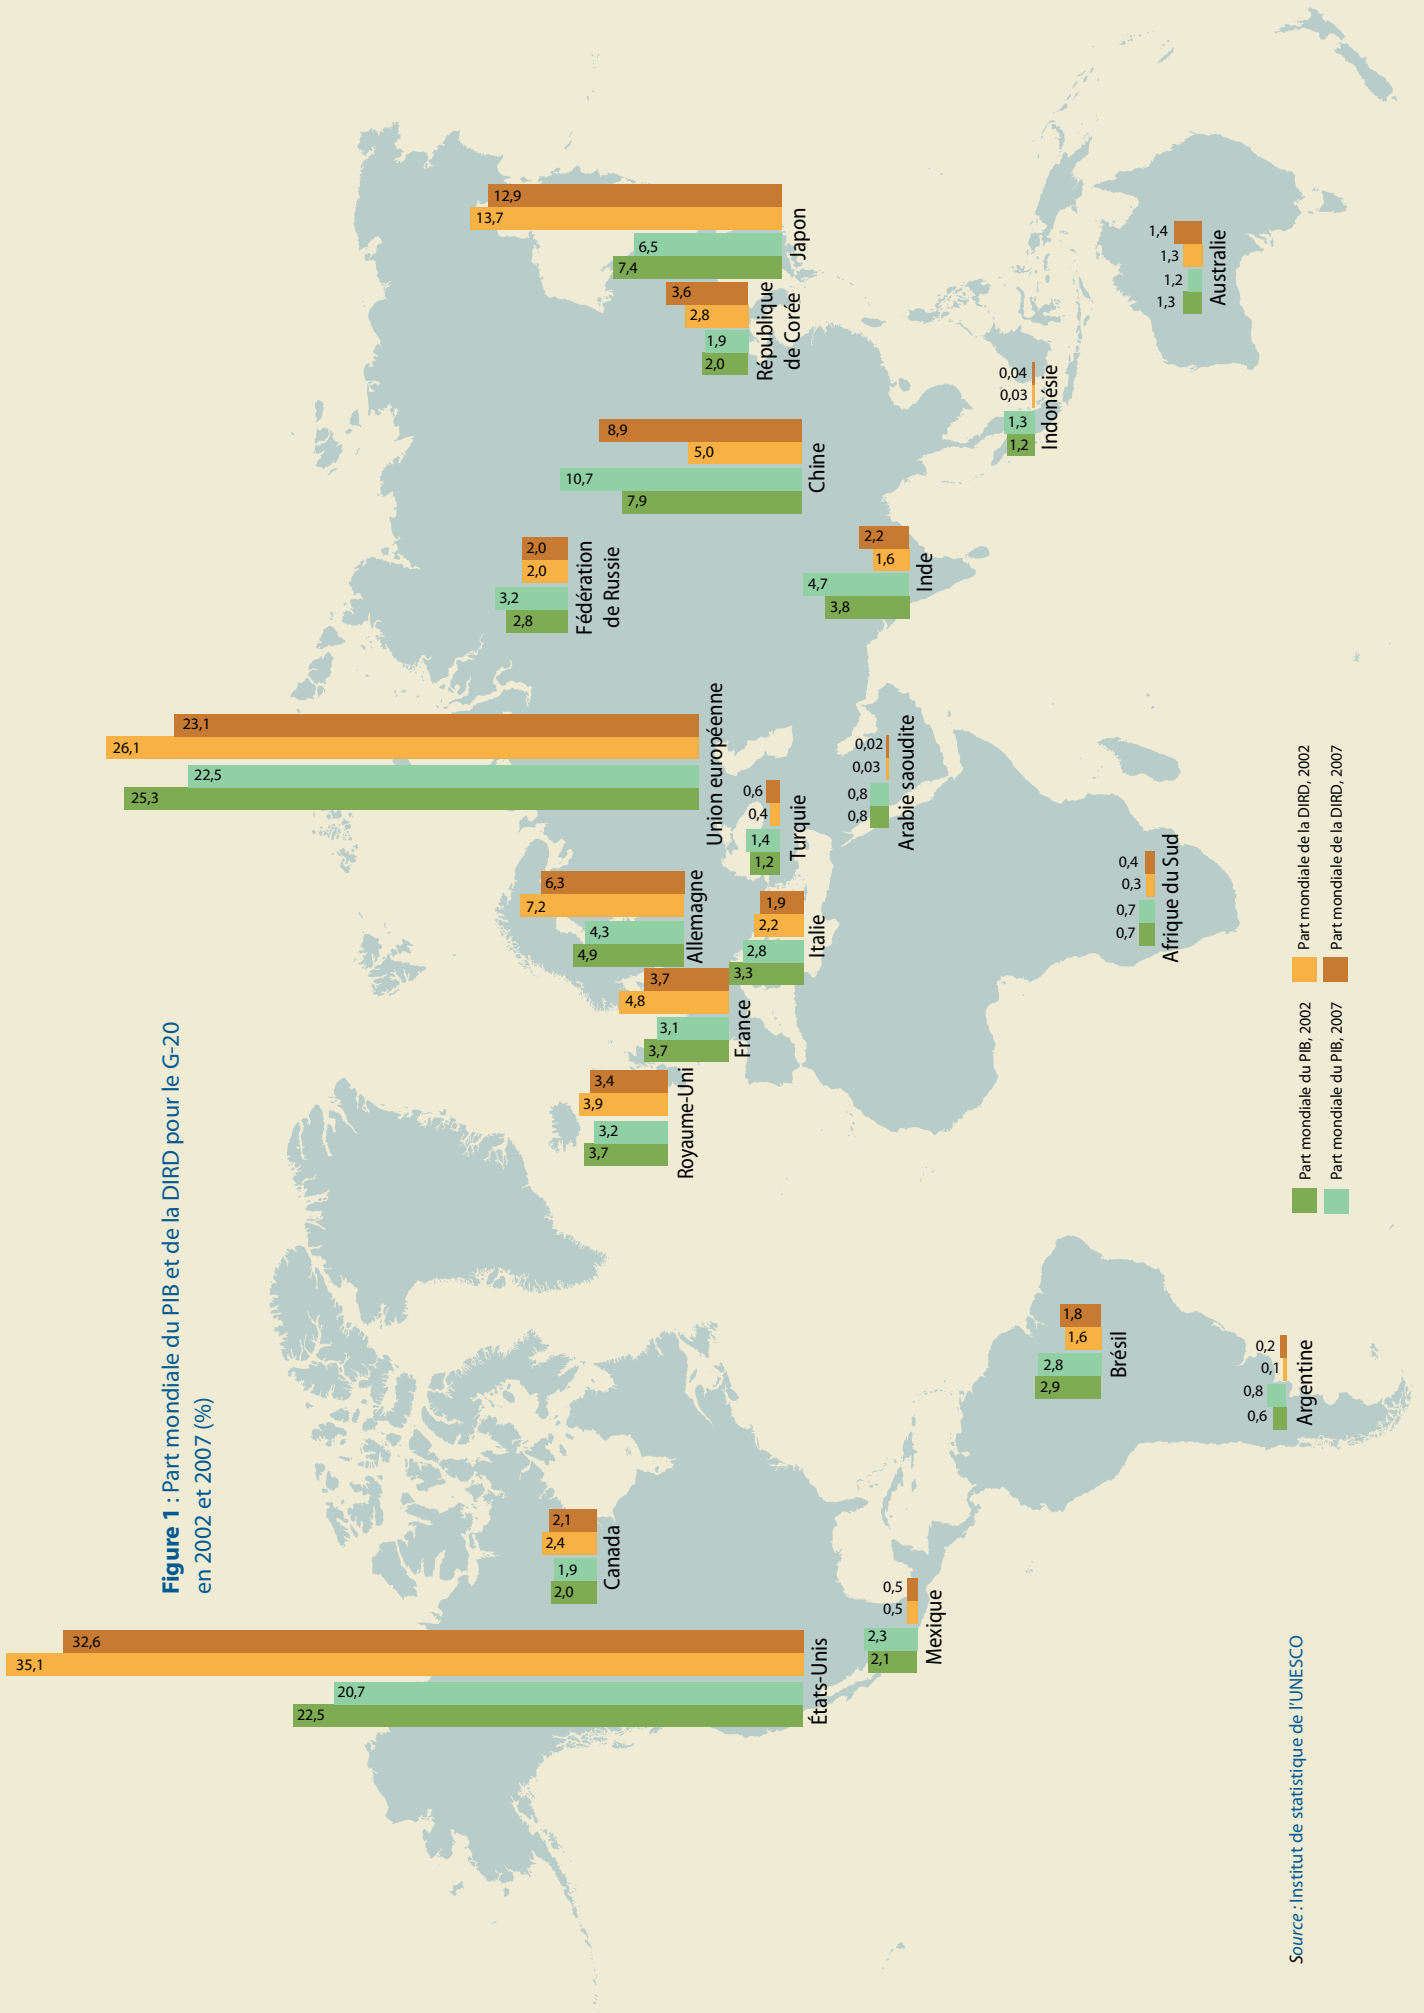 Figure 1 : Part mondiale du PIB et de la DIRD pour le G-20
en 2002 et 2007 (%)
22,5
20,7
35,1
32,6
États-Unis
2,0
1,9
2,4
2,1
Canada
2,1
2,3
0,5
0,5
Mexique
2,9
2,8
1,6
1,8
Brésil
0,6
0,8
0,1
0,2
Argentine
3,7
3,2
3,9
3,4
Royaume-Uni
3,7
3,1
4,8
3,7
France
4,9
4,3
7,2
6,3
Allemagne
3,3
2,8
2,2
1,9
Italie
25,3
22,5
26,1
23,1
Union européenne
1,2
1,4
0,4
0,6
Turquie
0,8
0,8
0,03
0,02
Arabie saoudite
0,7
0,7
0,3
0,4
Afrique du Sud
2,8
3,2
2,0
2,0
Fédération
de Russie
3,8
4,7
1,6
2,2
Inde
7,9
10,7
5,0
8,9
Chine
2,0
1,9
2,8
3,6
République
de Corée
7,4
6,5
13,7
12,9
Japon
1,2
1,3
0,03
0,04
Indonésie
1,3
1,2
1,3
1,4
Australie
Part mondiale du PIB, 2002
Part mondiale du PIB, 2007
Part mondiale de la DIRD, 2002
Part mondiale de la DIRD, 2007
Source : Institut de statistique de l'UNESCO